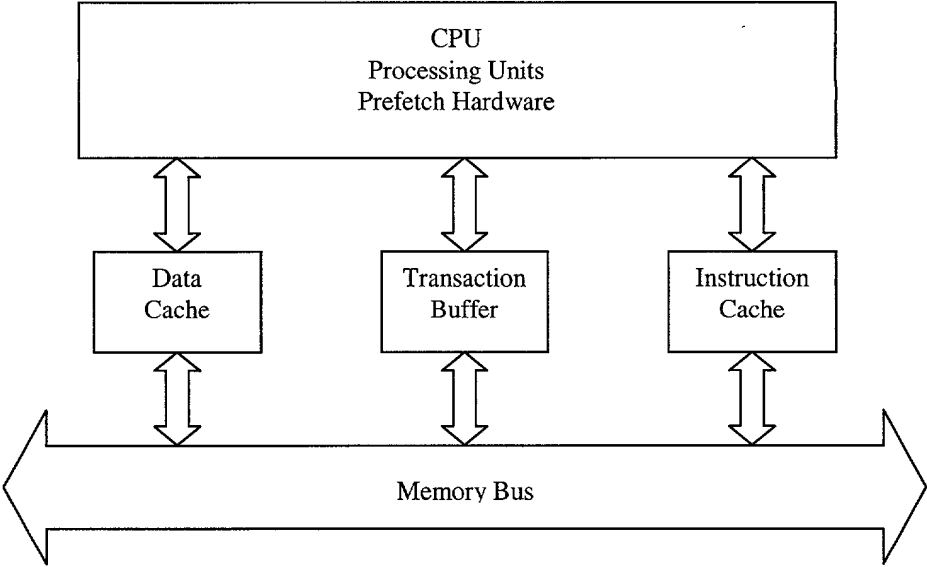 CPU
Processing Units
Prefetch Hardware
Data
Cache
Transaction
Buffer
Instruction
Cache
Memory Bus